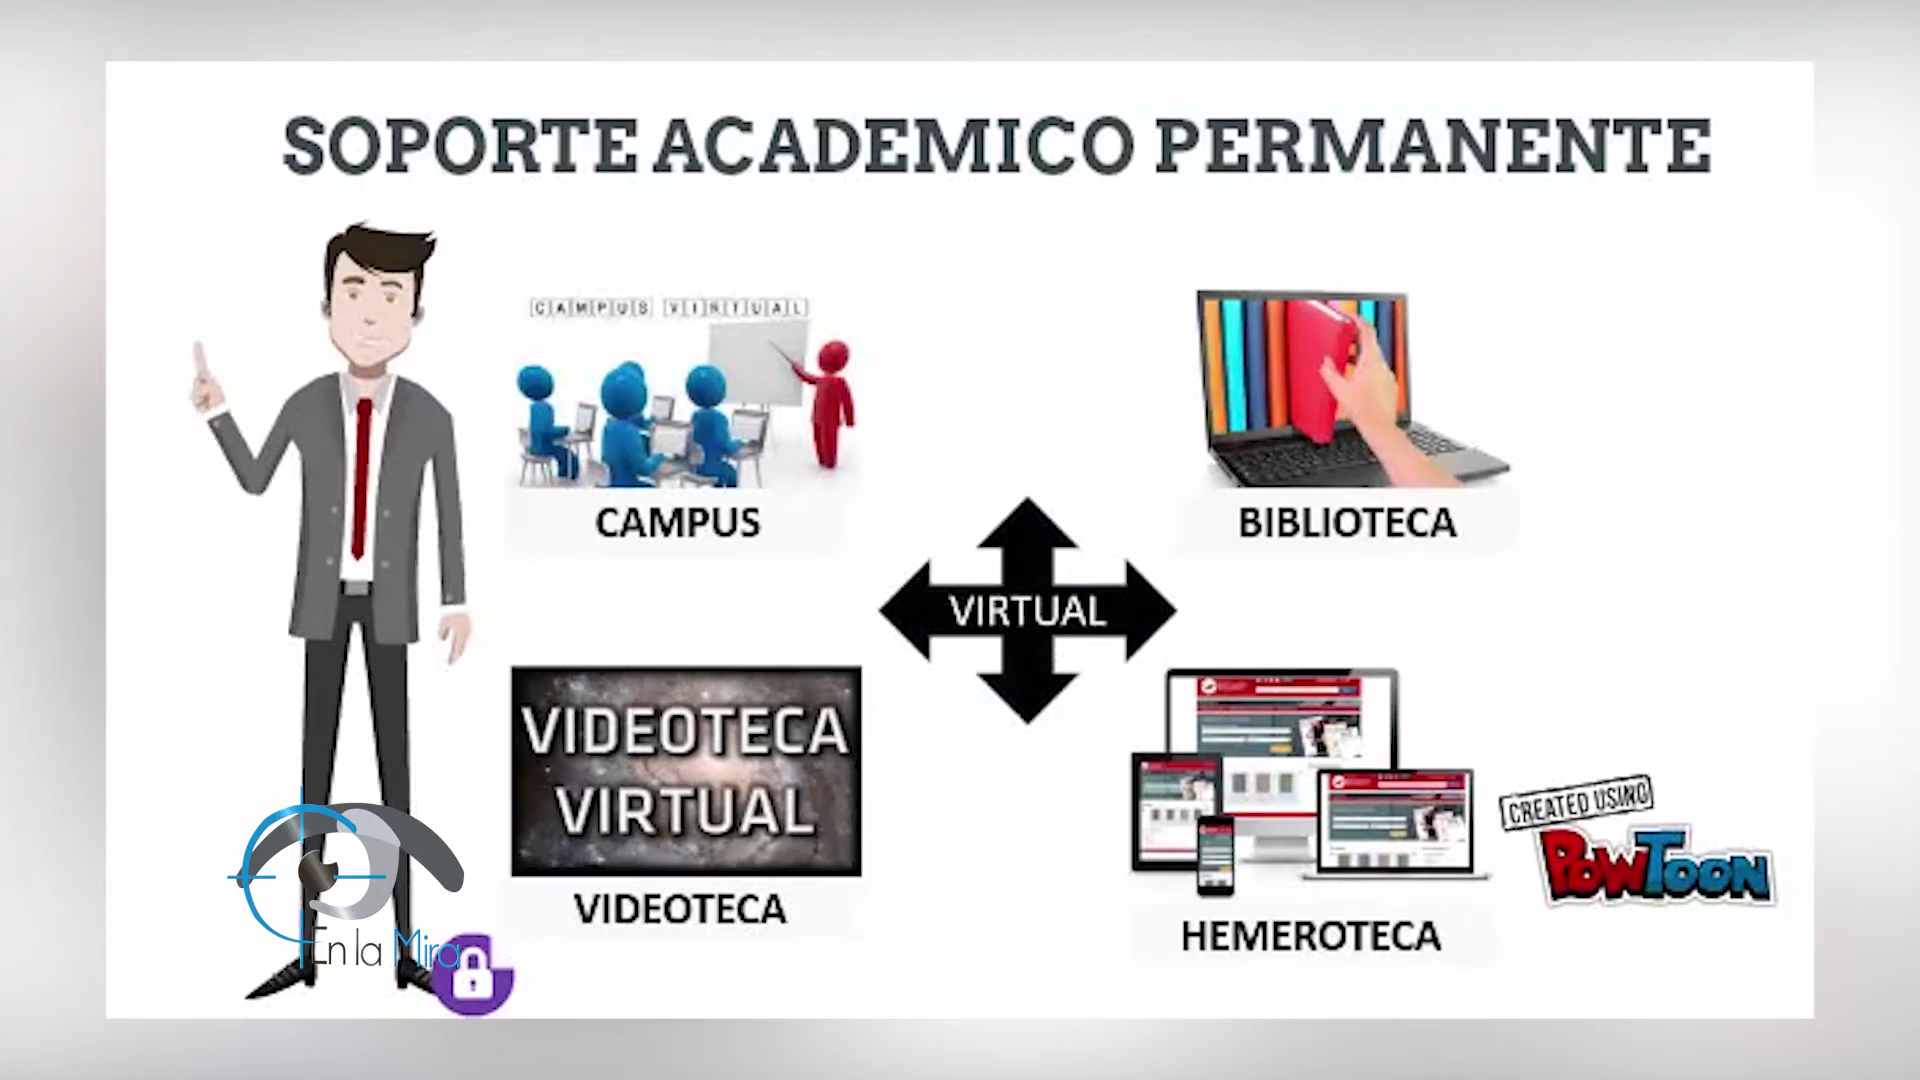 SOPORTE ACADEMICO PERMANENTE
CAMPUS VIRTUAL
CAMPUS
BIBLIOTECA
VIRTUAL
VIDEOTECA
VIRTUAL
VIDEOTECA
HEMEROTECA
CREATED USING
POWTOON
En la Mira